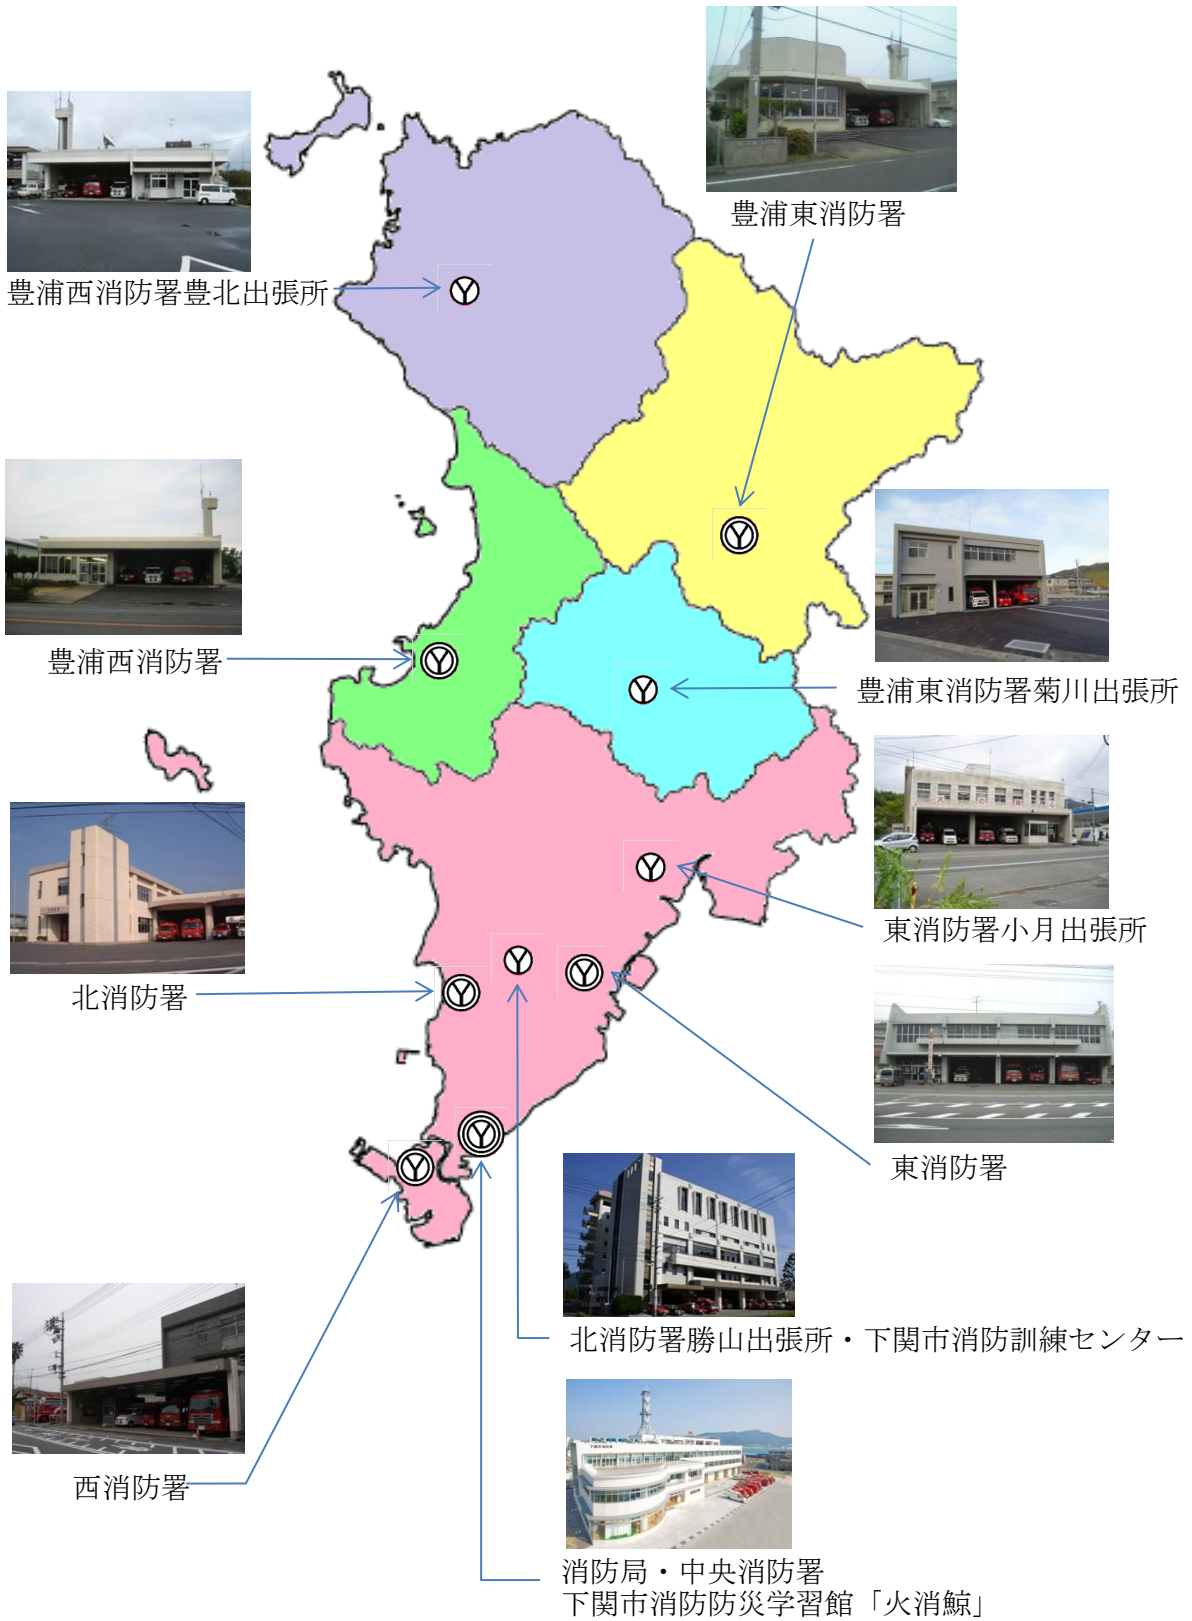 豊浦東消防署
豊浦西消防署豊北出張所
豊浦西消防署
豊浦東消防署菊川出張所
東消防署小月出張所
北消防署
東消防署
北消防署勝山出張所・下関市消防訓練センター
西消防署
消防局・中央消防署
下関市消防防災学習館「火消鯨」